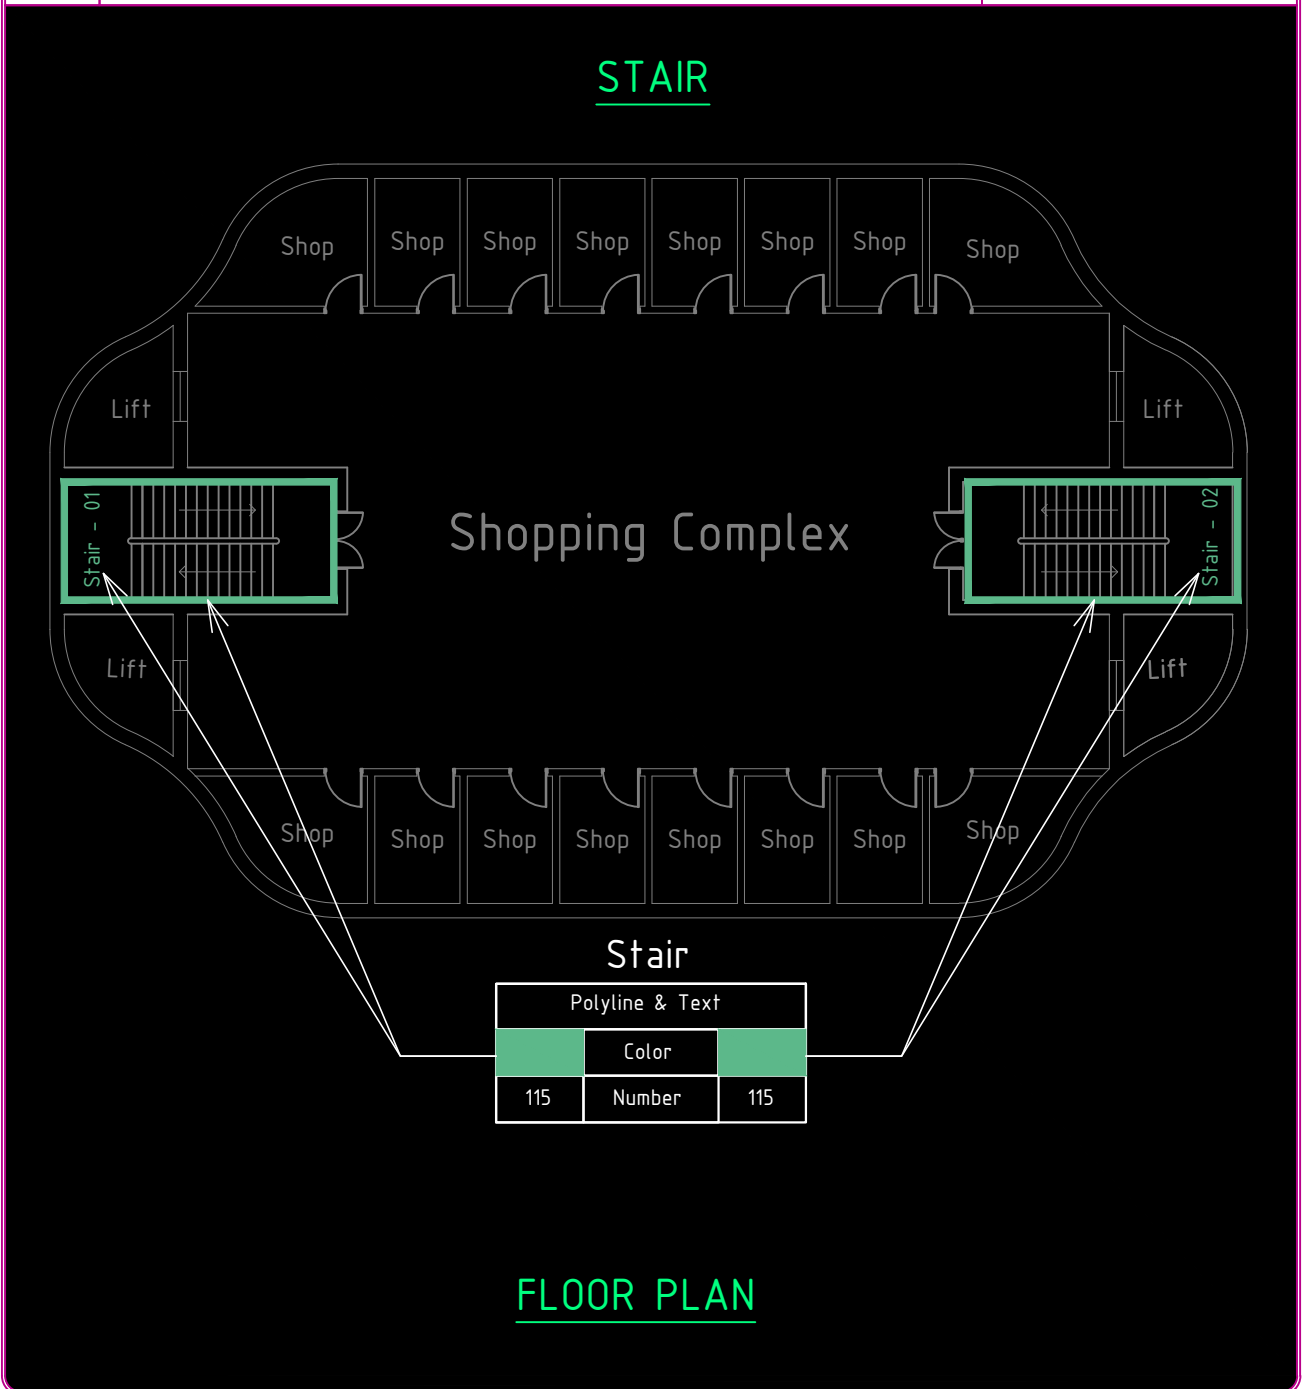 STAIR
Shop Shop Shop Shop Shop Shop Shop Shop
Lift Lift
Stair - 01
Shopping Complex
Stair - 02
Lift Lift
Shop Shop Shop Shop Shop Shop Shop Shop
Stair
Polyline & Text
Color
115 Number 115
FLOOR PLAN